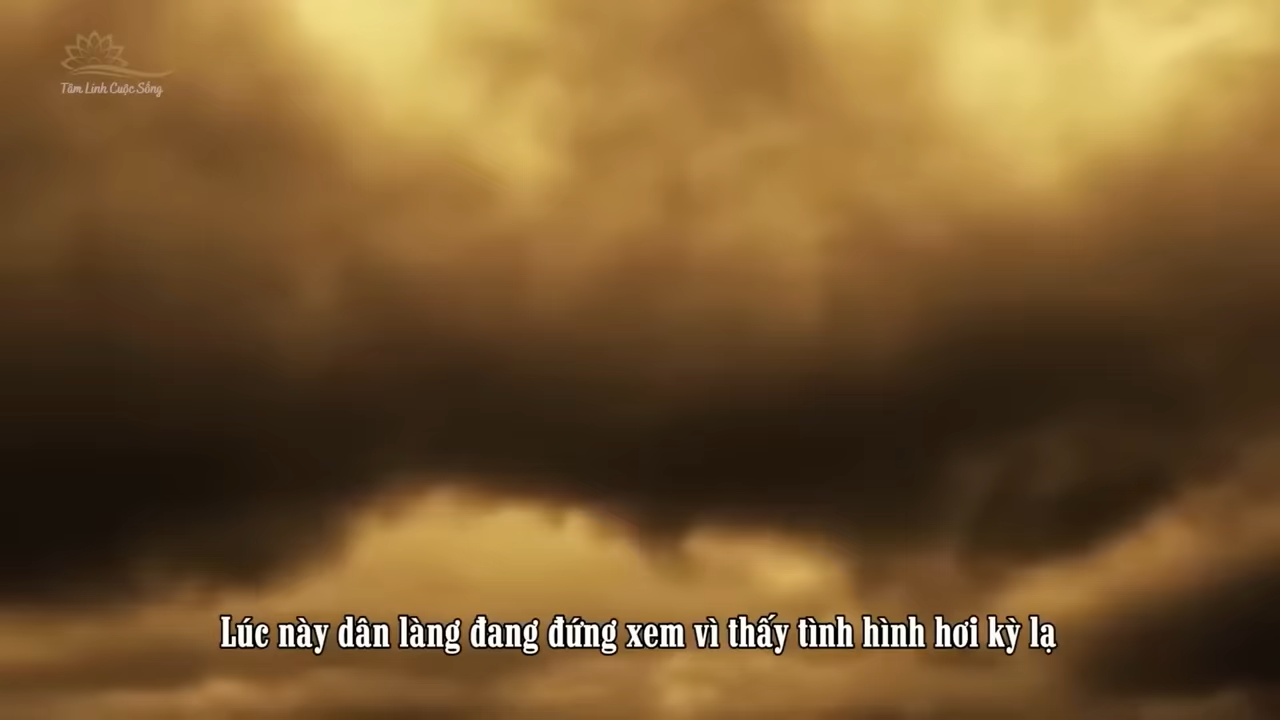 Tâm Linh Cuộc Sống
Lúc này dân làng đang đứng xem vì thấy tình hình hơi kỳ lạ